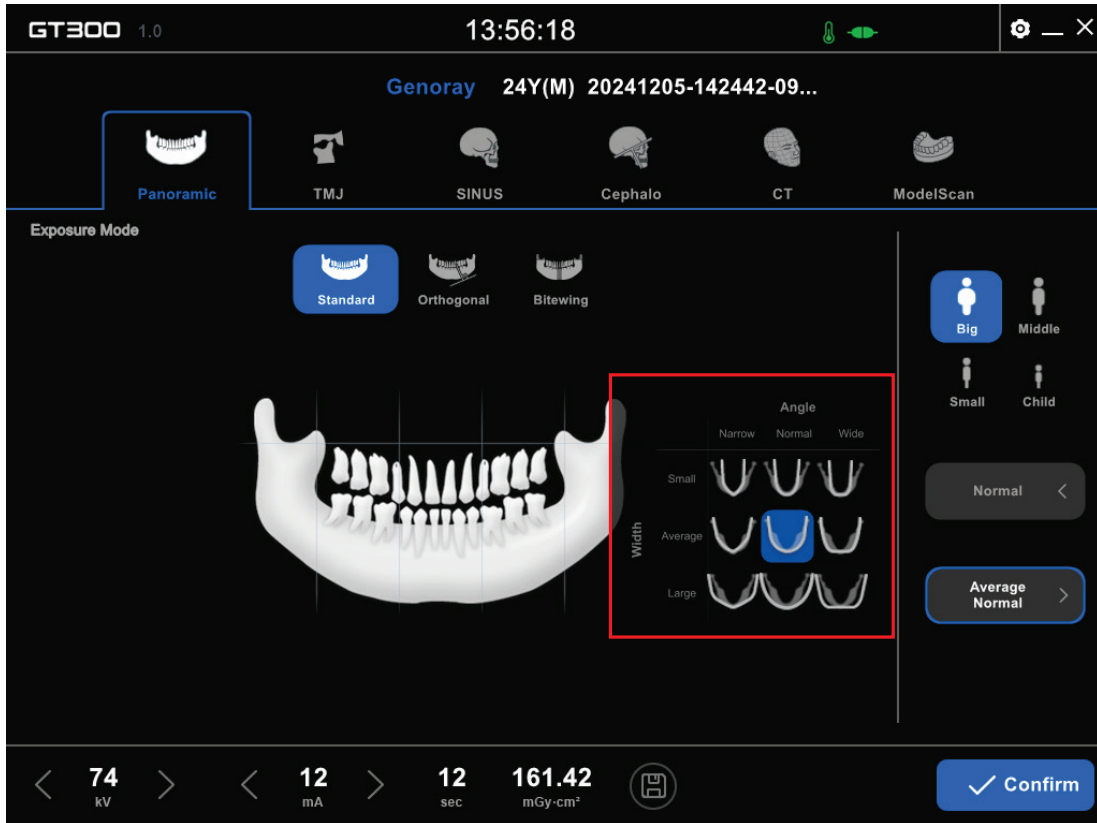 GT300 1.0
13:56:18
Genoray 24Y(M) 20241205-142442-09...
Panoramic
TMJ
SINUS
Cephalo
CT
ModelScan
Exposure Mode
Standard
Orthogonal
Bitewing
Big
Middle
Small
Child
Angle
Narrow Normal Wide
Width
Small
Average
Large
Normal
Average
Normal
74
kV
12
mA
12
sec
161.42
mGy·cm²
Confirm